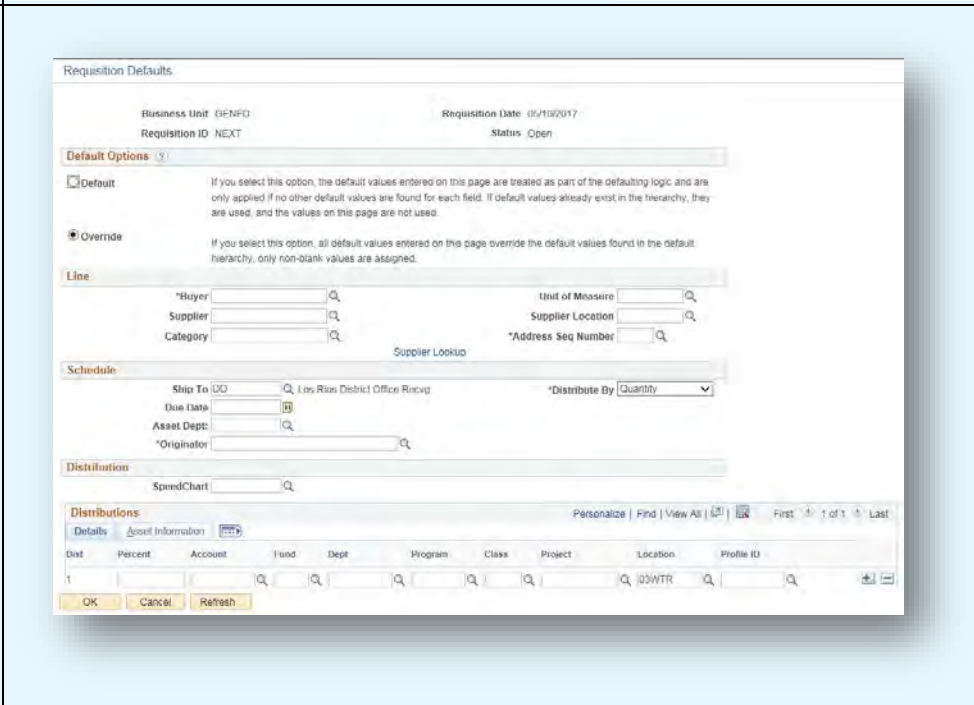 Requisition Defaults
Business Unit GENFD Requisition Date 05/10/2017
Requisition ID NEXT Status Open
Default Options
Default If you select this option, the default values entered on this page are treated as part of the defaulting logic and are
only applied if no other default values are found for each field. If default values already exist in the hierarchy, they
are used, and the values on this page are not used.
Override If you select this option, all default values entered on this page override the default values found in the default
hierarchy, only non-blank values are assigned.
Line
*Buyer Unit of Measure
Supplier Supplier Location
Category *Address Seq Number
Supplier Lookup
Schedule
Ship To DO Los Rios District Office Rocvg *Distribute By Quantity
Due Date
Asset Dept:
*Originator
Distribution
SpeedChart
Distributions Personalize | Find | View All | First 1 of 1 Last
Details Asset Information
Dist Percent Account Fund Dept Program Class Project Location Profile ID
1 03WTR
OK Cancel Refresh